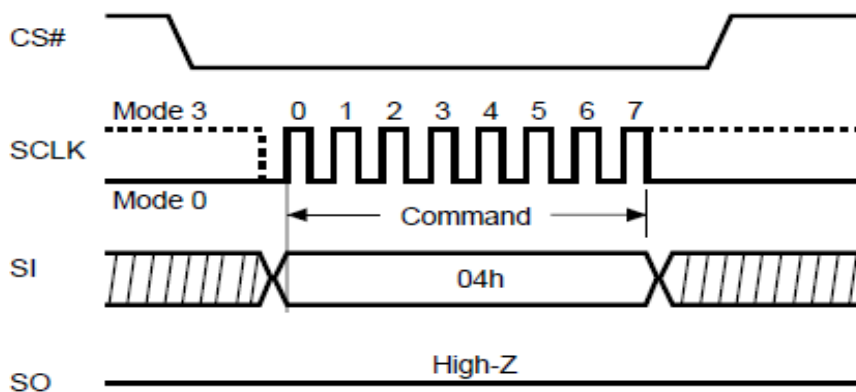 CS#
Mode 3
0 1 2 3 4 5 6 7
SCLK
Mode 0
Command
SI
04h
High-Z
SO